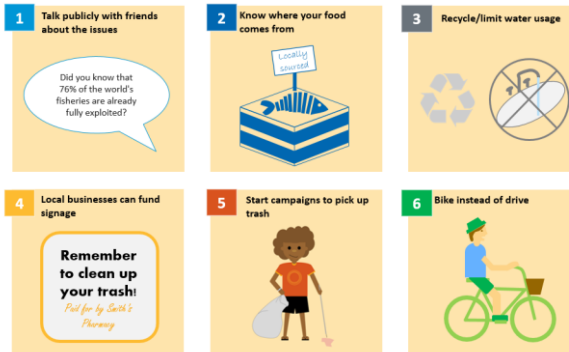 1
Talk publicly with friends
about the issues
Did you know that
76% of the world's
fisheries are already
fully exploited?
2
Know where your food
comes from
Locally
sourced
3
Recycle/limit water usage
4
Local businesses can fund
signage
Remember
to clean up
your trash!
Paid for by Smith's
Pharmacy
5
Start campaigns to pick up
trash
6
Bike instead of drive